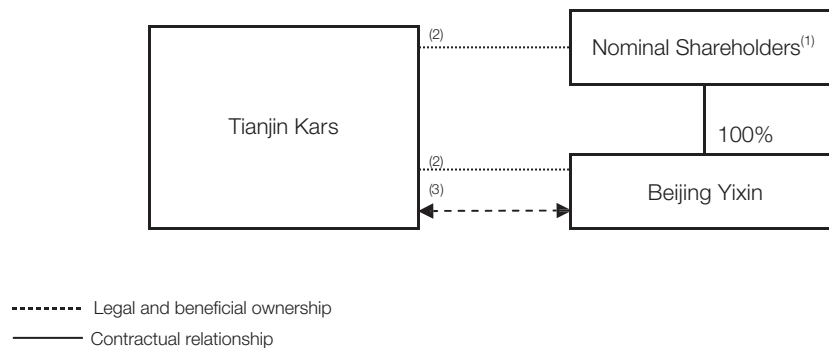 (2)
Nominal Shareholders(1)
Tianjin Kars
100%
(2)
(3)
Beijing Yixin
Legal and beneficial ownership
Contractual relationship